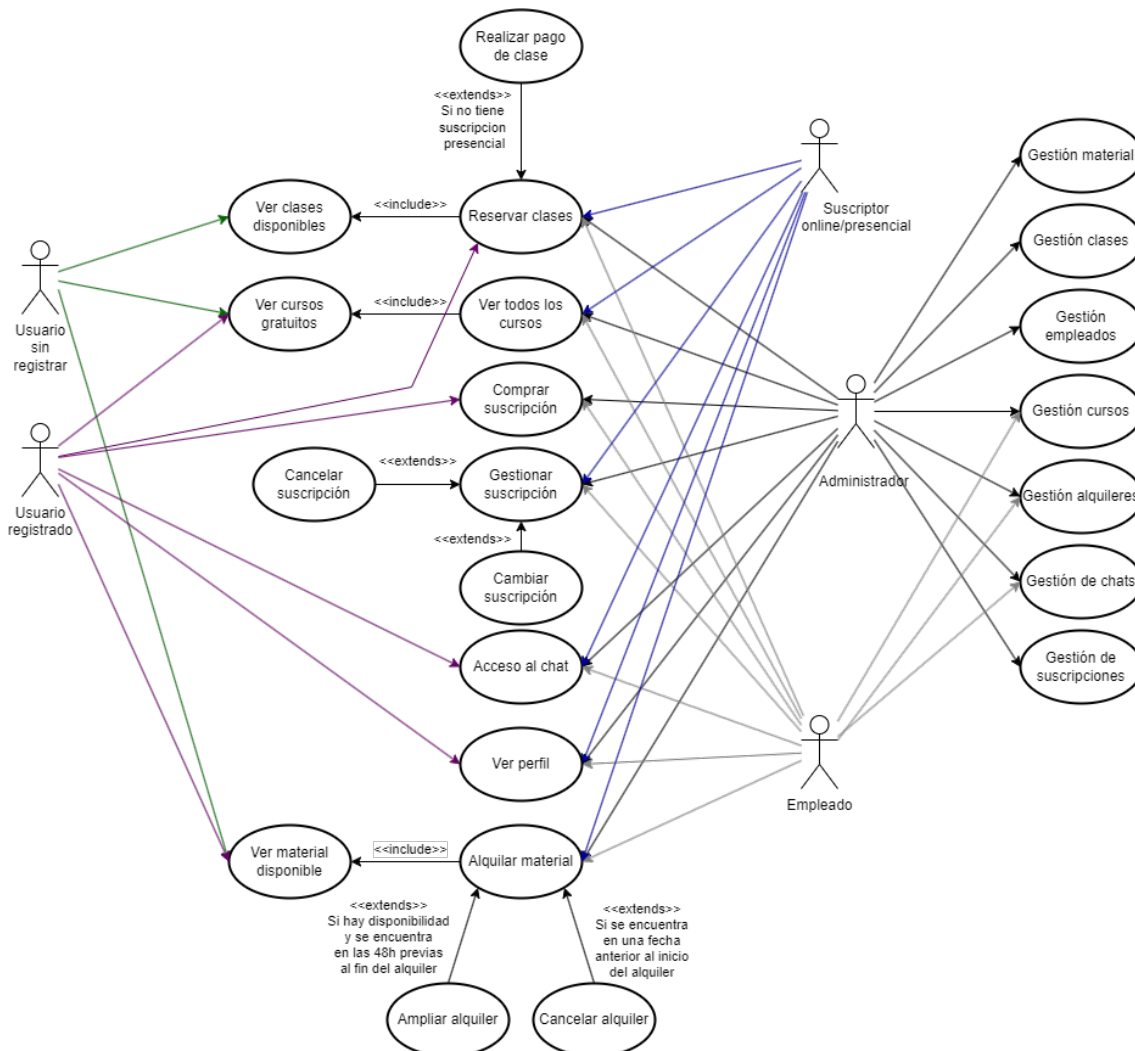 Realizar pago
de clase
<<extends>>
Si no tiene
suscripcion
presencial
Suscriptor
online/presencial
Gestión material
Ver clases
disponibles
<<include>>
Reservar clases
Gestión clases
Usuario
sin
registrar
Ver cursos
gratuitos
<<include>>
Ver todos los
cursos
Gestión
empleados
Comprar
suscripción
Administrador
Gestión cursos
Usuario
registrado
Cancelar
suscripción
<<extends>>
Gestionar
suscripción
Gestión alquileres
<<extends>>
Cambiar
suscripción
Gestión de chats
Acceso al chat
Gestión de
suscripciones
Ver perfil
Empleado
Ver material
disponible
<<include>>
Alquilar material
<<extends>>
Si hay disponibilidad
y se encuentra
en las 48h previas
al fin del alquiler
<<extends>>
Si se encuentra
en una fecha
anterior al inicio
del alquiler
Ampliar alquiler
Cancelar alquiler